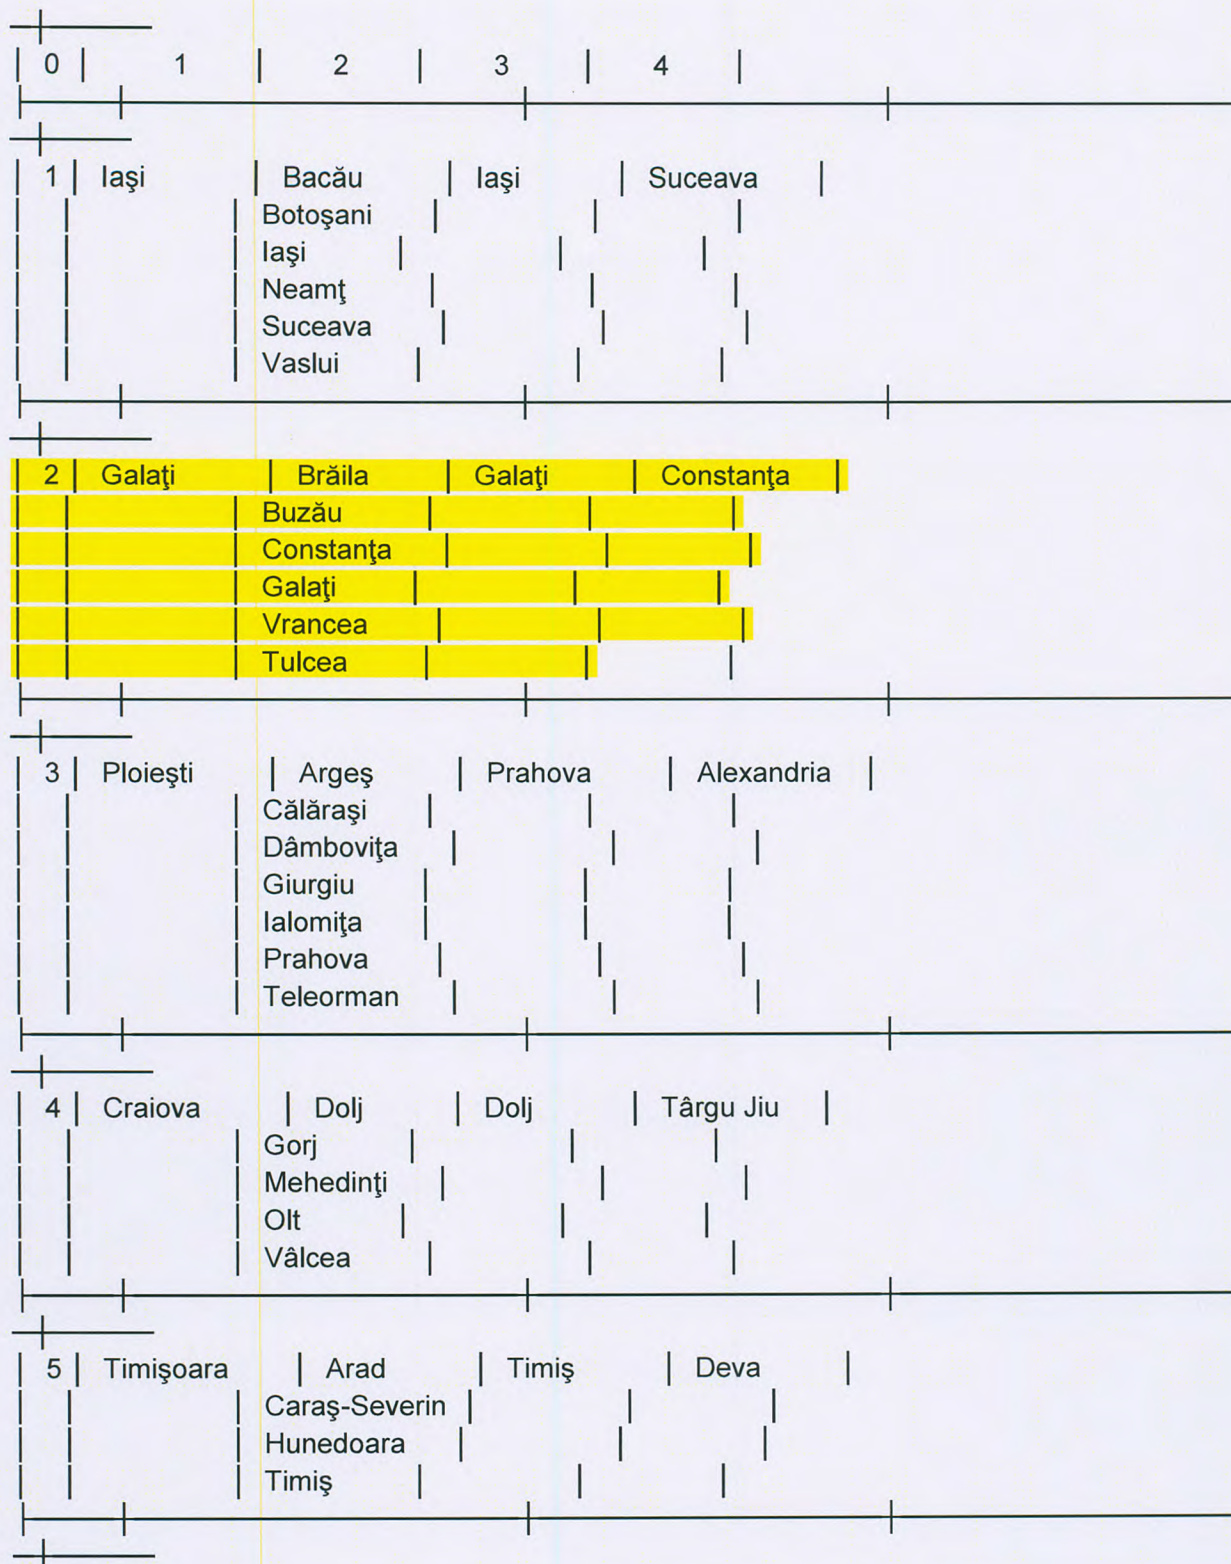 | 0 | 1 | 2 | 3 | 4 |
| 1 | Iaşi | Bacău | Iaşi | Suceava |
| | | Botoşani | | |
| | | Iaşi | | |
| | | Neamţ | | |
| | | Suceava | | |
| | | Vaslui | | |
| 2 | Galaţi | Brăila | Galaţi | Constanţa |
| | | Buzău | | |
| | | Constanţa | | |
| | | Galaţi | | |
| | | Vrancea | | |
| | | Tulcea | | |
| 3 | Ploieşti | Argeş | Prahova | Alexandria |
| | | Călăraşi | | |
| | | Dâmboviţa | | |
| | | Giurgiu | | |
| | | Ialomiţa | | |
| | | Prahova | | |
| | | Teleorman | | |
| 4 | Craiova | Dolj | Dolj | Târgu Jiu |
| | | Gorj | | |
| | | Mehedinţi | | |
| | | Olt | | |
| | | Vâlcea | | |
| 5 | Timişoara | Arad | Timiş | Deva |
| | | Caraş-Severin | | |
| | | Hunedoara | | |
| | | Timiş | | |